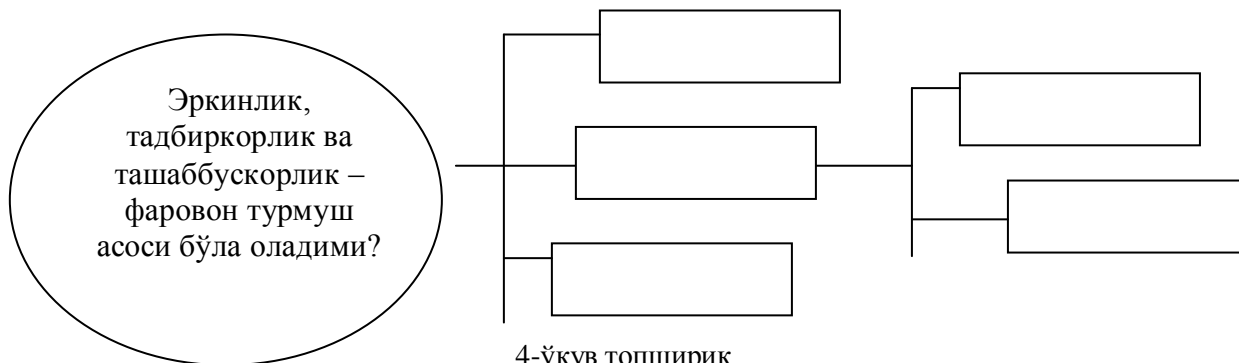 Эркинлик,
тадбиркорлик ва
ташаббускорлик –
фаровон турмуш
асоси бўла оладими?
4-ўқув топшириқ